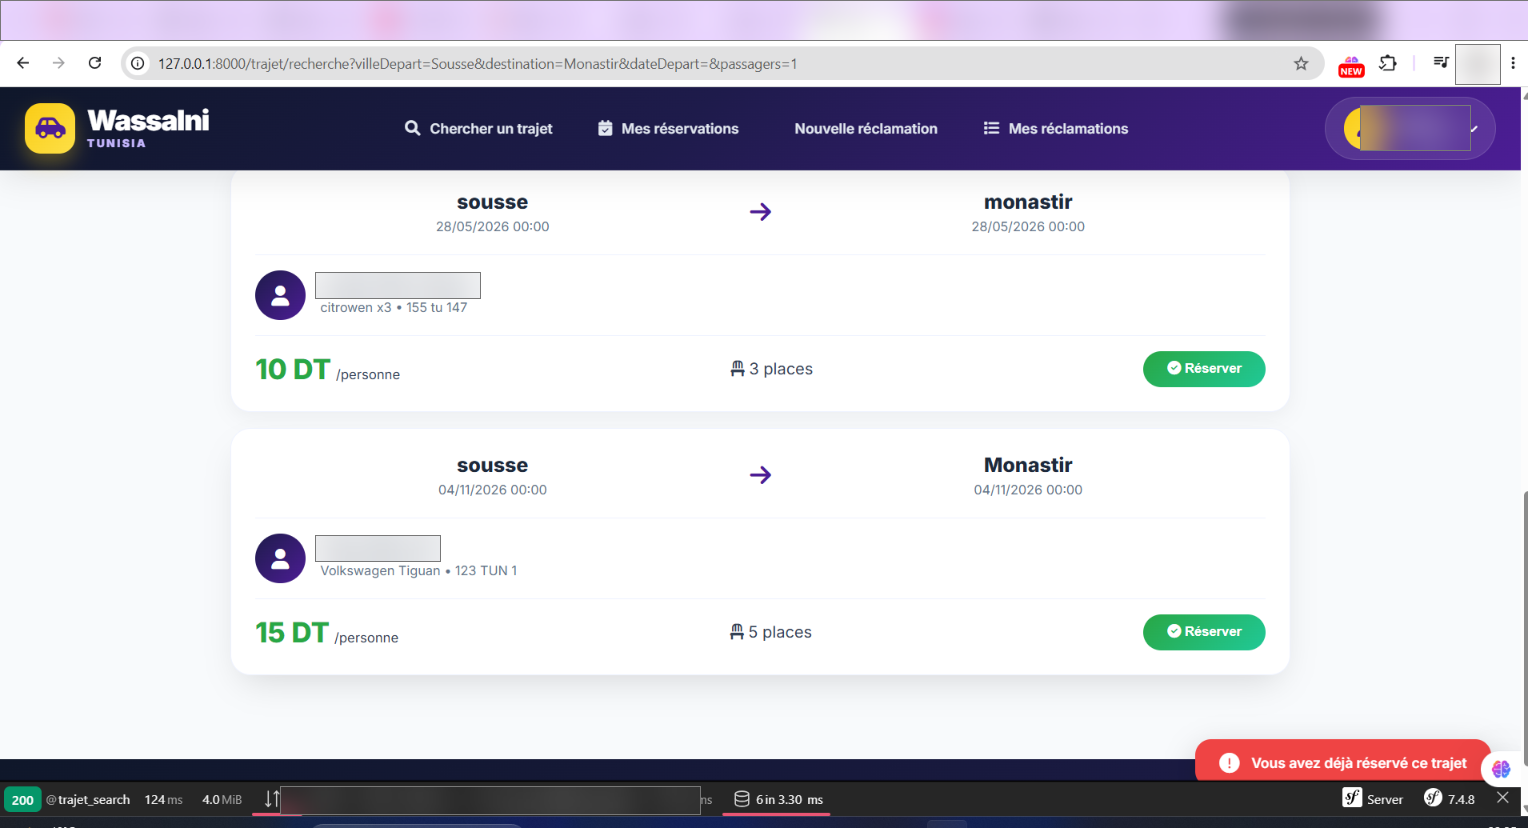 127.0.0.1:8000/trajet/recherche?villeDepart=Sousse&destination=Monastir&dateDepart=&passagers=1
NEW
Wassalni
TUNISIA
Chercher un trajet
Mes réservations
Nouvelle réclamation
Mes réclamations
sousse
28/05/2026 00:00
monastir
28/05/2026 00:00
citrowen x3 • 155 tu 147
10 DT /personne
3 places
Réserver
sousse
04/11/2026 00:00
Monastir
04/11/2026 00:00
Volkswagen Tiguan • 123 TUN 1
15 DT /personne
5 places
Réserver
Vous avez déjà réservé ce trajet
200 @trajet_search 124 ms 4.0 MiB ms 6 in 3.30 ms sf Server sf 7.4.8